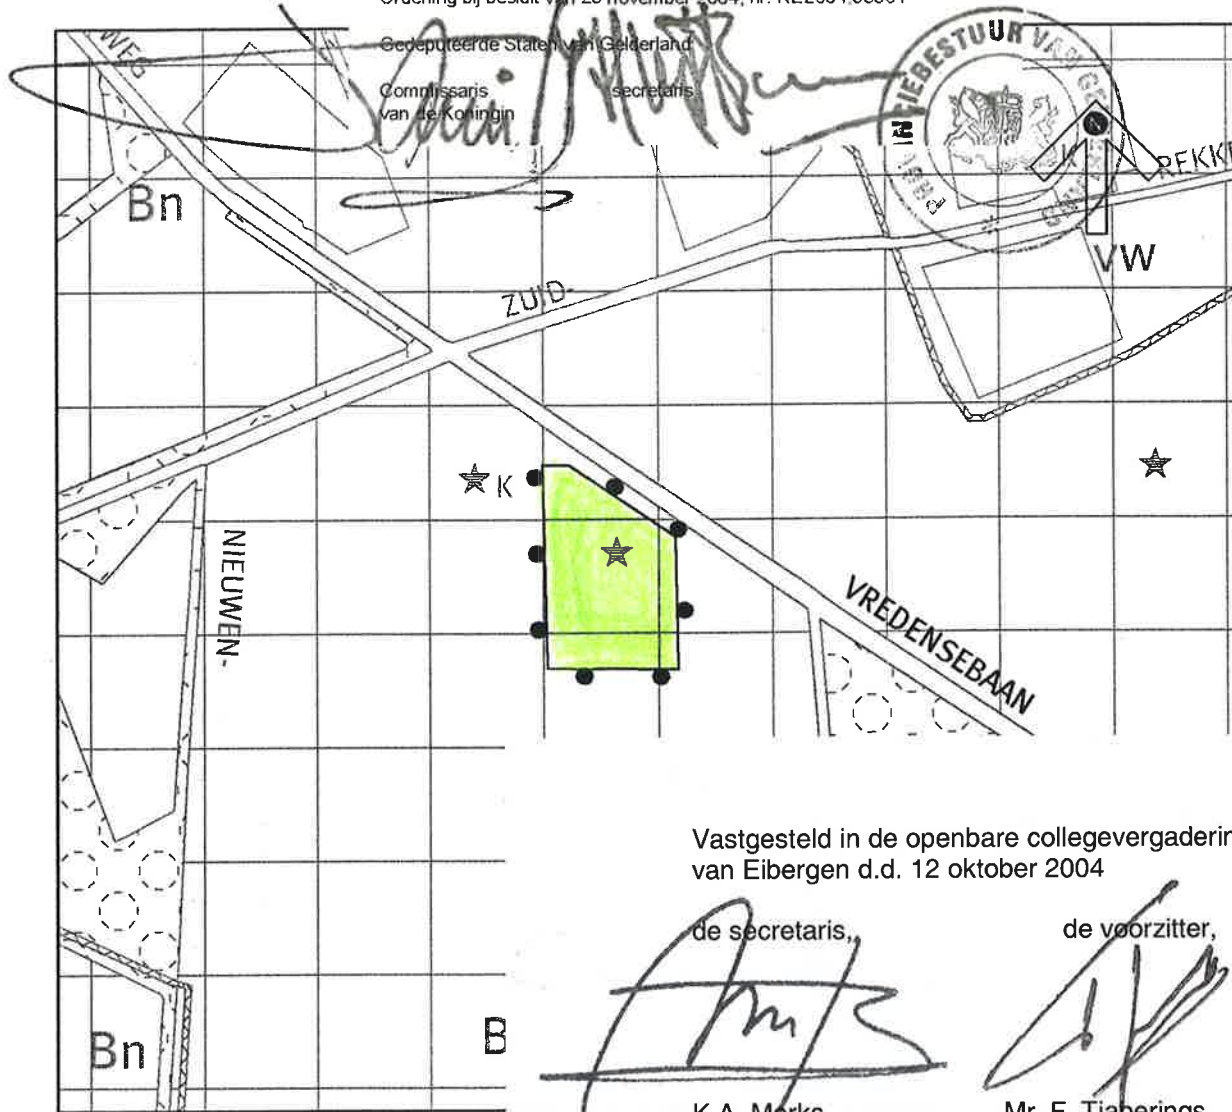 Gedeputeerde Staten van Gelderland
Commissaris
van de Koningin
secretaris
WEG
Bn
ZUID-
REKK
N
K
VW
K
NIEUWEN-
VREDENSEBAAN
Vastgesteld in de openbare collegevergaderin
van Eibergen d.d. 12 oktober 2004
de secretaris,
de voorzitter,
Bn
B